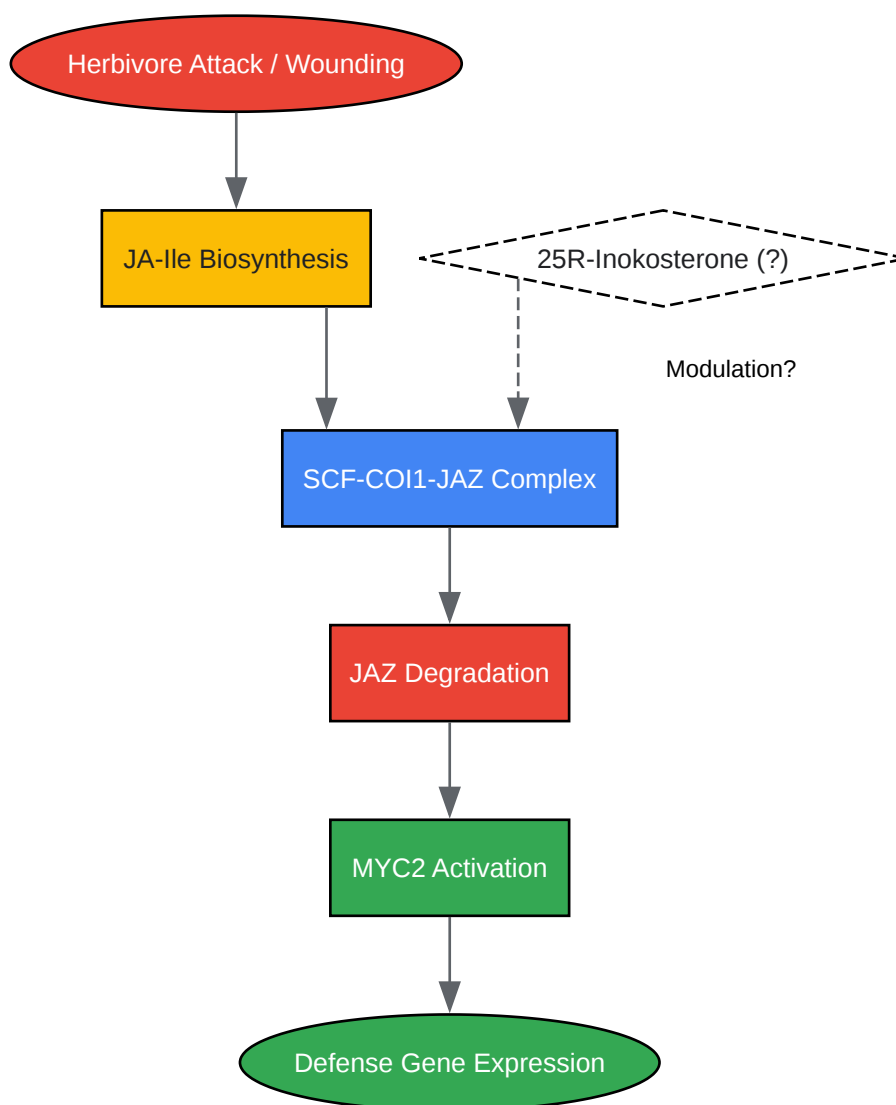 Herbivore Attack / Wounding
JA-Ile Biosynthesis
25R-Inokosterone (?)
Modulation?
SCF-COI1-JAZ Complex
JAZ Degradation
MYC2 Activation
Defense Gene Expression